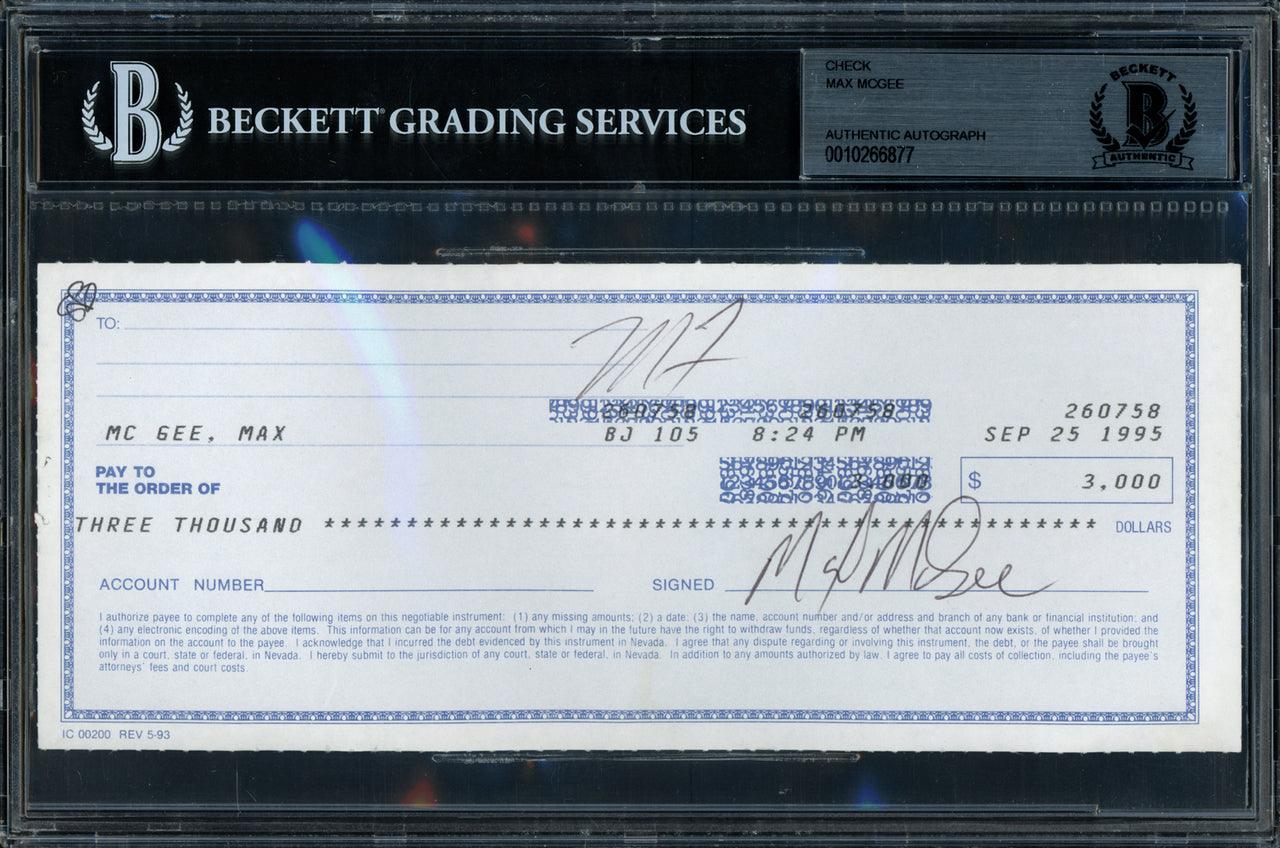 BECKETT GRADING SERVICES
CHECK
MAX MCGEE
AUTHENTIC AUTOGRAPH
0010266877
BECKETT
B
AUTHENTIC
B
TO:
260758 260758 260758
MC GEE, MAX BJ 105 8:24 PM SEP 25 1995
PAY TO
THE ORDER OF
3,000 $ 3,000
THREE THOUSAND ******************************************************** DOLLARS
ACCOUNT NUMBER SIGNED Max McGee
I authorize payee to complete any of the following items on this negotiable instrument: (1) any missing amounts; (2) a date; (3) the name, account number and/or address and branch of any bank or financial institution; and
(4) any electronic encoding of the above items. This information can be for any account from which I may in the future have the right to withdraw funds, regardless of whether that account now exists, of whether I provided the
information on the account to the payee. I acknowledge that I incurred the debt evidenced by this instrument in Nevada. I agree that any dispute regarding or involving this instrument, the debt, or the payee shall be brought
only in a court, state or federal, in Nevada. I hereby submit to the jurisdiction of any court, state or federal, in Nevada. In addition to any amounts authorized by law, I agree to pay all costs of collection, including the payee's
attorneys' fees and court costs.
IC 00200 REV 5-93